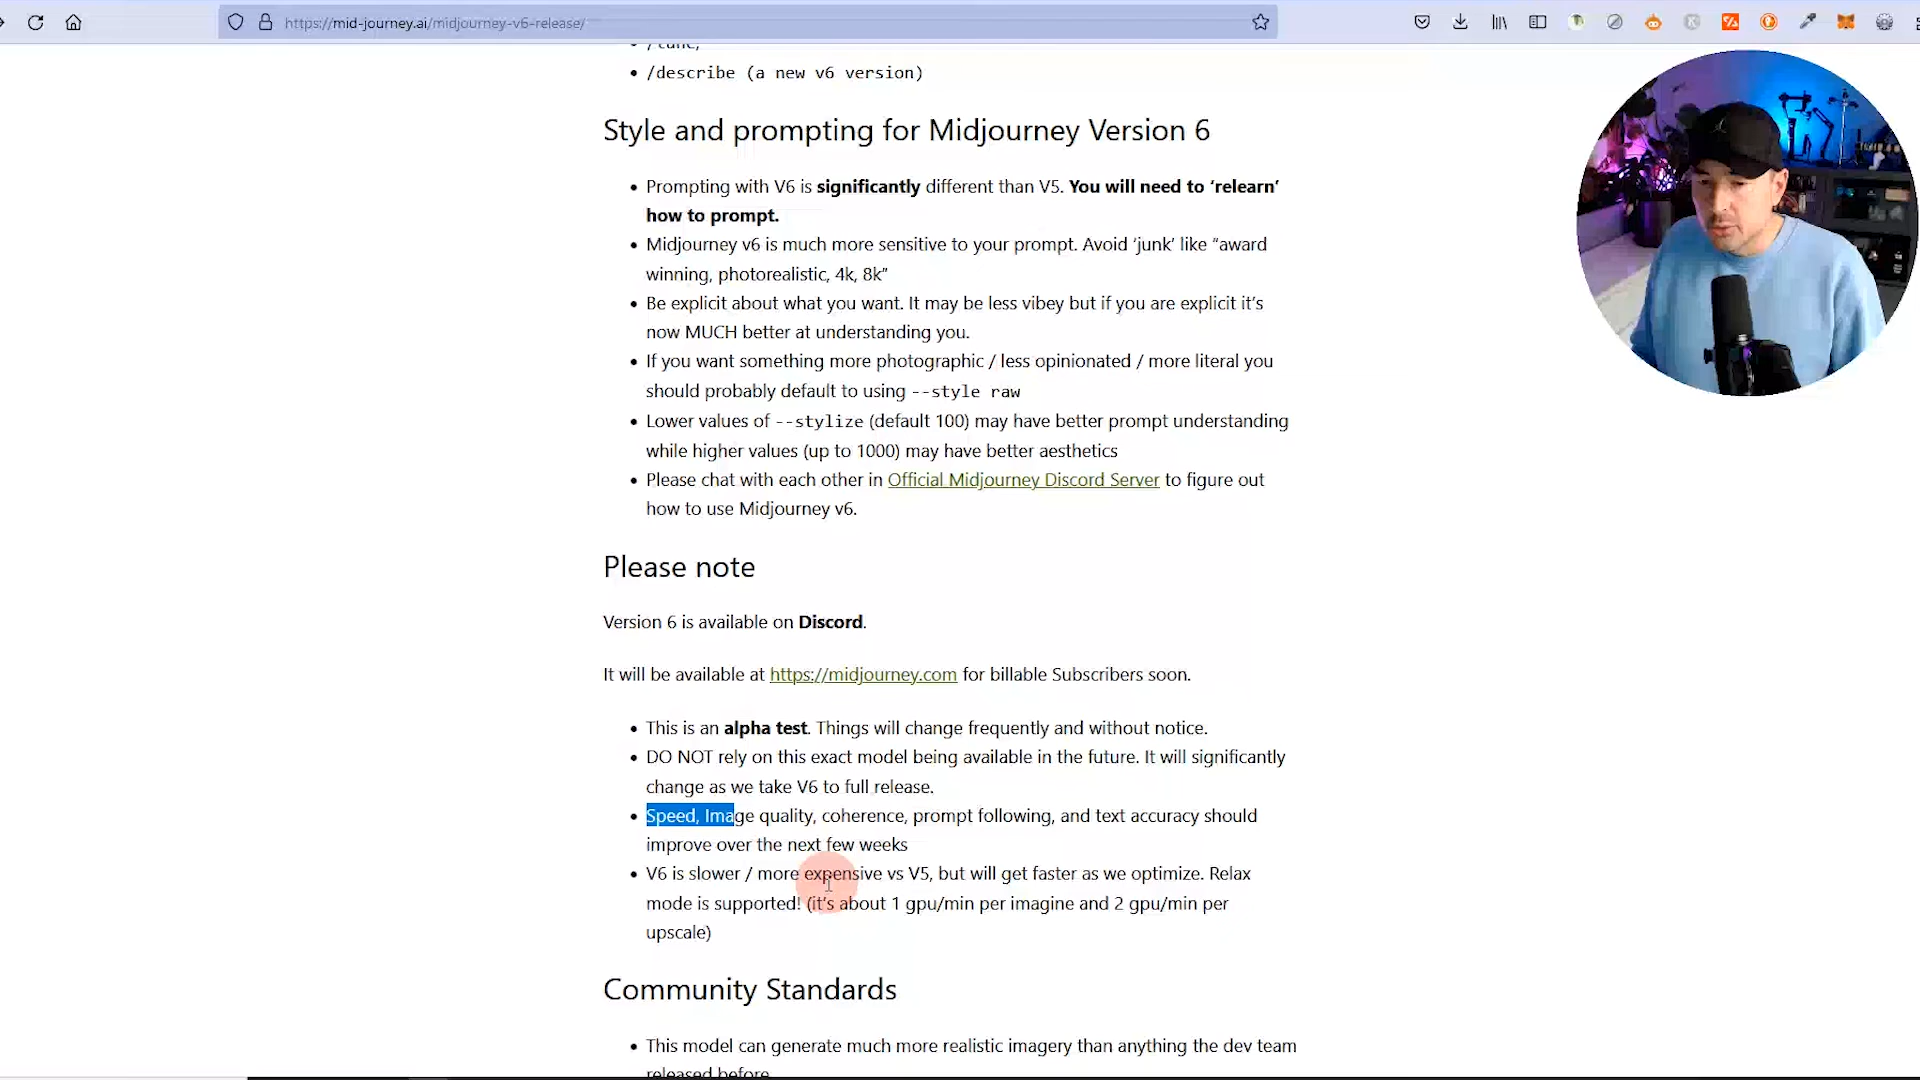 https://mid-journey.ai/midjourney-v6-release/
• /describe (a new v6 version)
Style and prompting for Midjourney Version 6
• Prompting with V6 is significantly different than V5. You will need to ‘relearn’
how to prompt.
• Midjourney v6 is much more sensitive to your prompt. Avoid ‘junk’ like “award
winning, photorealistic, 4k, 8k”
• Be explicit about what you want. It may be less vibey but if you are explicit it’s
now MUCH better at understanding you.
• If you want something more photographic / less opinionated / more literal you
should probably default to using --style raw
• Lower values of --stylize (default 100) may have better prompt understanding
while higher values (up to 1000) may have better aesthetics
• Please chat with each other in Official Midjourney Discord Server to figure out
how to use Midjourney v6.
Please note
Version 6 is available on Discord.
It will be available at https://midjourney.com for billable Subscribers soon.
• This is an alpha test. Things will change frequently and without notice.
• DO NOT rely on this exact model being available in the future. It will significantly
change as we take V6 to full release.
• Speed, Image quality, coherence, prompt following, and text accuracy should
improve over the next few weeks
• V6 is slower / more expensive vs V5, but will get faster as we optimize. Relax
mode is supported! (it’s about 1 gpu/min per imagine and 2 gpu/min per
upscale)
Community Standards
• This model can generate much more realistic imagery than anything the dev team
released before.